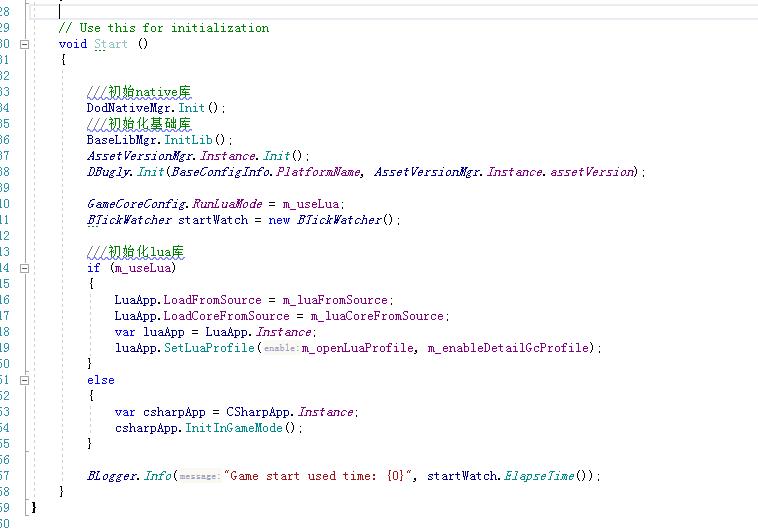 28
29 // Use this for initialization
30 void Start ()
31 {
32
33 ///初始native库
34 DodNativeMgr.Init();
35 ///初始化基础库
36 BaseLibMgr.InitLib();
37 AssetVersionMgr.Instance.Init();
38 DBugly.Init(BaseConfigInfo.PlatformName, AssetVersionMgr.Instance.assetVersion);
39
40 GameCoreConfig.RunLuaMode = m_useLua;
41 BTickWatcher startWatch = new BTickWatcher();
42
43 ///初始化lua库
44 if (m_useLua)
45 {
46 LuaApp.LoadFromSource = m_luaFromSource;
47 LuaApp.LoadCoreFromSource = m_luaCoreFromSource;
48 var luaApp = LuaApp.Instance;
49 luaApp.SetLuaProfile(enable:m_openLuaProfile, m_enableDetailGcProfile);
50 }
51 else
52 {
53 var csharpApp = CSharpApp.Instance;
54 csharpApp.InitInGameMode();
55 }
56
57 BLogger.Info(message:"Game start used time: {0}", startWatch.ElapseTime());
58 }
59 }
60